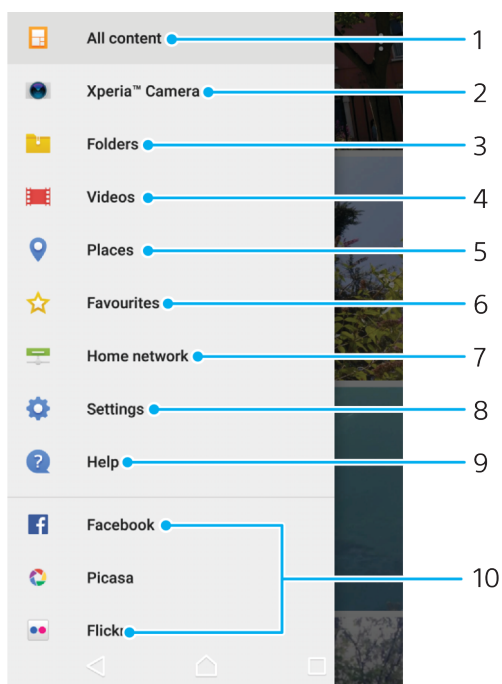 All content 1
Xperia™ Camera 2
Folders 3
Videos 4
Places 5
Favourites 6
Home network 7
Settings 8
? Help 9
f Facebook
Picasa 10
Flickr